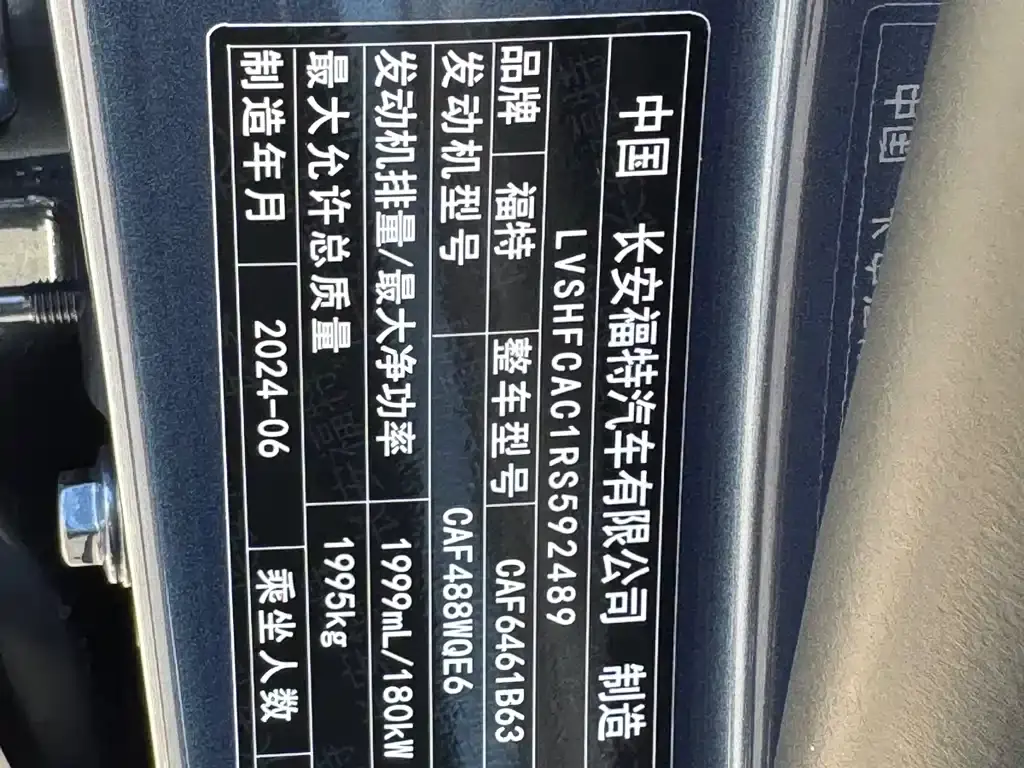 中国 长安福特汽车有限公司 制造
LVSHFCAC1RS592489
品牌 福特 整车型号 CAF6461B63
发动机型号 CAF488WQE6
发动机排量/最大净功率 1999mL/180kW
最大允许总质量 1995kg
制造年月 2024-06 乘坐人数
中国